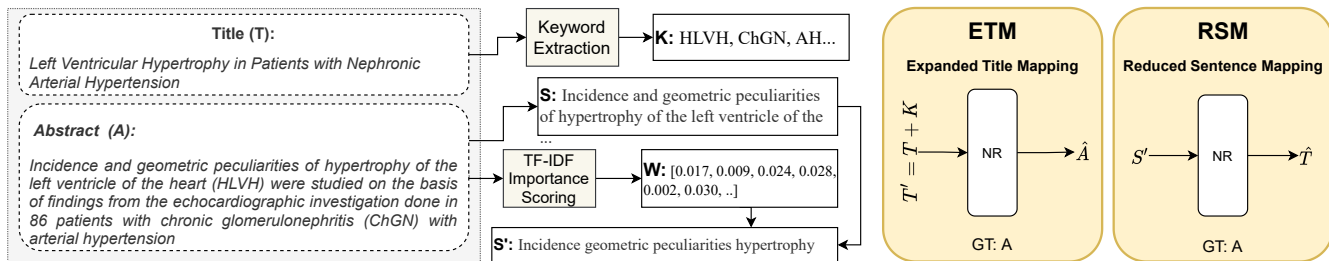 Title (T):
Left Ventricular Hypertrophy in Patients with Nephronic
Arterial Hypertension
Abstract (A):
Incidence and geometric peculiarities of hypertrophy of the
left ventricle of the heart (HLVH) were studied on the basis
of findings from the echocardiographic investigation done in
86 patients with chronic glomerulonephritis (ChGN) with
arterial hypertension
Keyword
Extraction
K: HLVH, ChGN, AH...
S: Incidence and geometric peculiarities
of hypertrophy of the left ventricle of the
...
TF-IDF
Importance
Scoring
W: [0.017, 0.009, 0.024, 0.028,
0.002, 0.030, ..]
S': Incidence geometric peculiarities hypertrophy
ETM
Expanded Title Mapping
T′ = T + K
NR
Â
GT: A
RSM
Reduced Sentence Mapping
S′
NR
T̂
GT: A